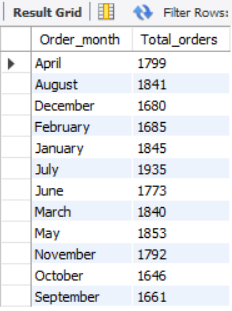 Result Grid Filter Rows:
Order_month Total_orders
April 1799
August 1841
December 1680
February 1685
January 1845
July 1935
June 1773
March 1840
May 1853
November 1792
October 1646
September 1661